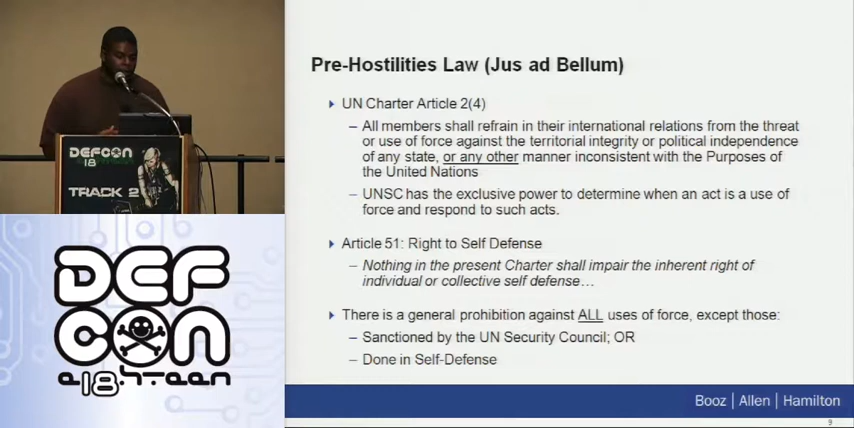 DEFCON
18
TRACK 2
DEF
CON
e18.hteen
Pre-Hostilities Law (Jus ad Bellum)
UN Charter Article 2(4)
– All members shall refrain in their international relations from the threat
or use of force against the territorial integrity or political independence
of any state, or any other manner inconsistent with the Purposes of
the United Nations
– UNSC has the exclusive power to determine when an act is a use of
force and respond to such acts.
Article 51: Right to Self Defense
– Nothing in the present Charter shall impair the inherent right of
individual or collective self defense…
There is a general prohibition against ALL uses of force, except those:
– Sanctioned by the UN Security Council; OR
– Done in Self-Defense
Booz | Allen | Hamilton
9